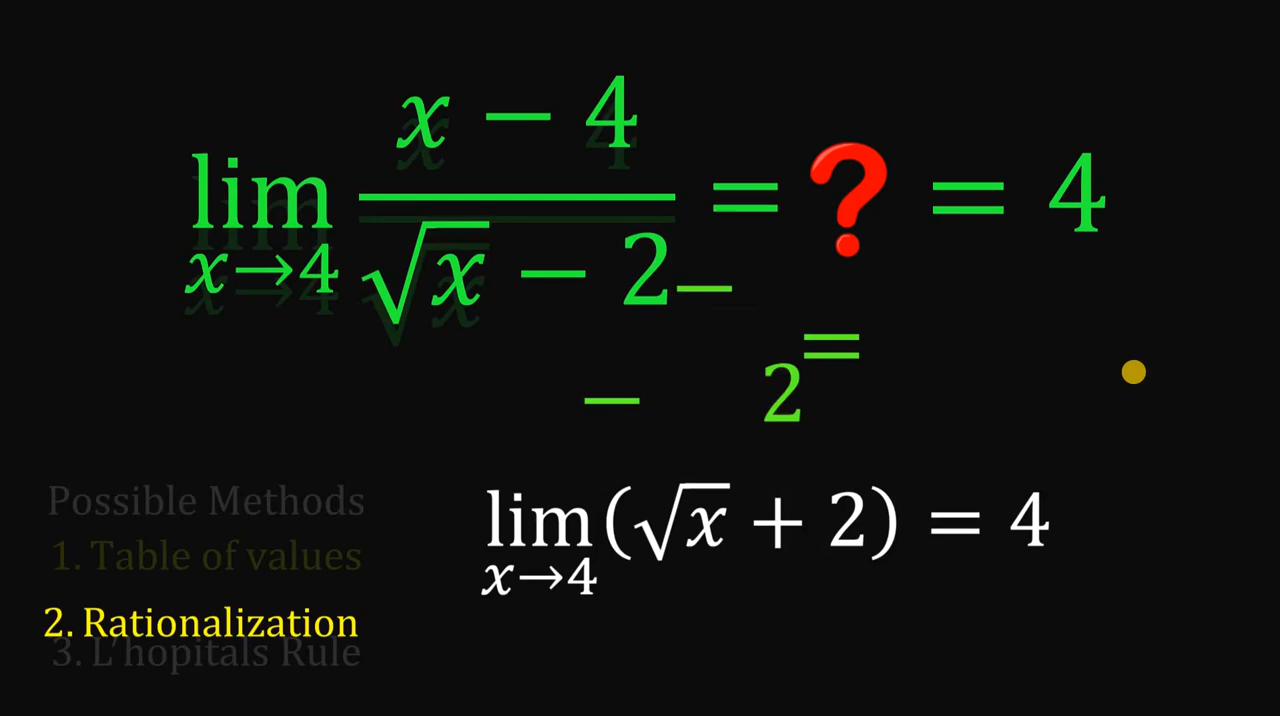 lim x→4 (x − 4)/(√x − 2) = ❓ = 4
−
=
− 2
Possible Methods
lim x→4 (√x + 2) = 4
1. Table of values
2. Rationalization
3. L'hopitals Rule